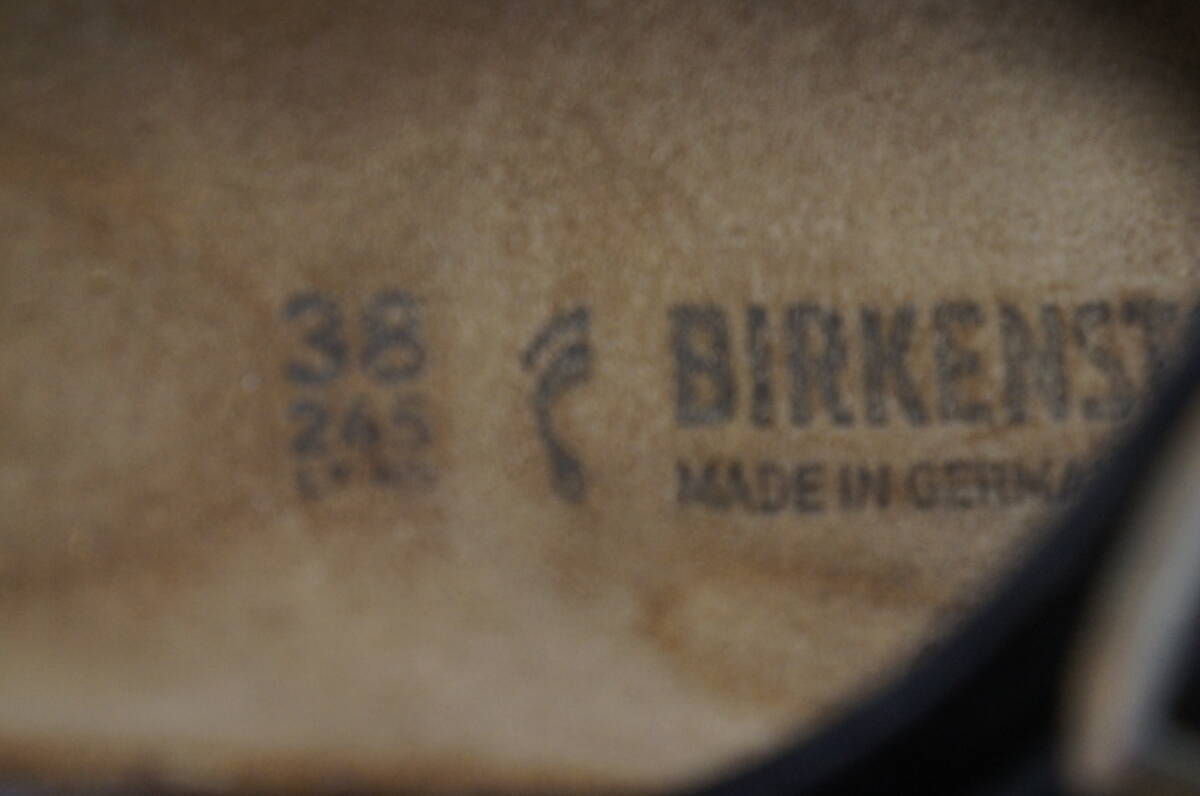 38
245
BIRKENST
MADE IN GERMA